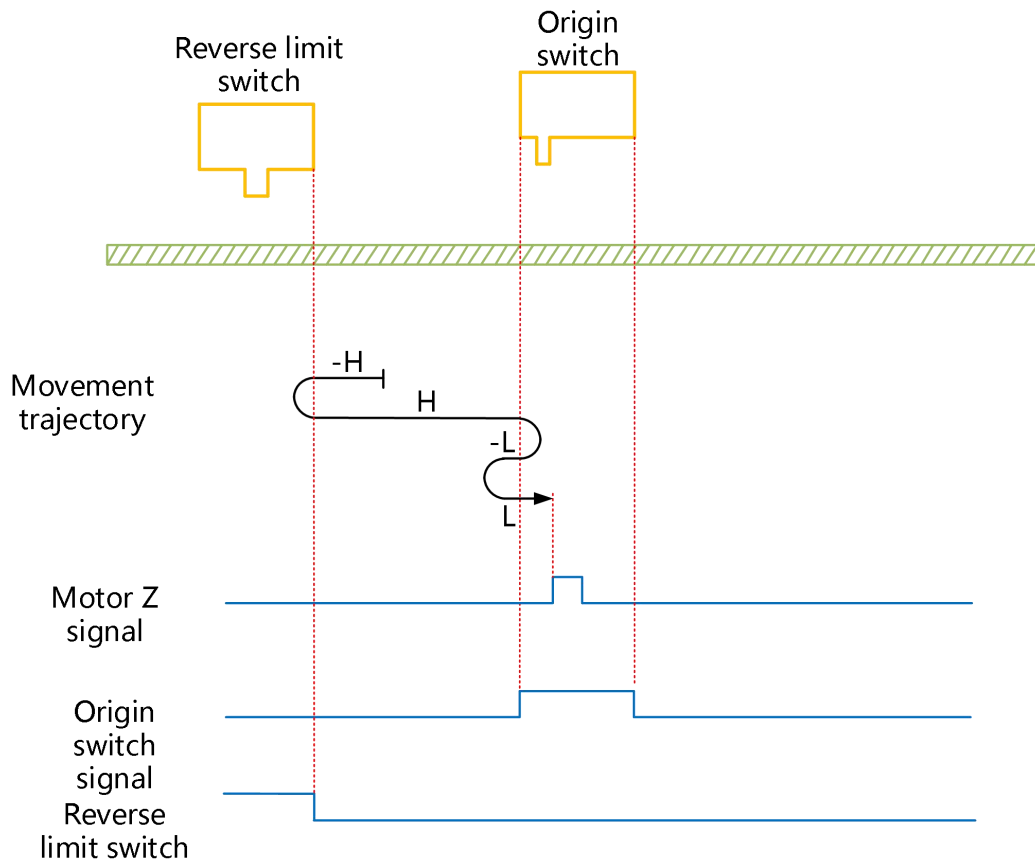 Reverse limit
switch
Origin
switch
Movement
trajectory
-H
H
-L
L
Motor Z
signal
Origin
switch
signal
Reverse
limit switch